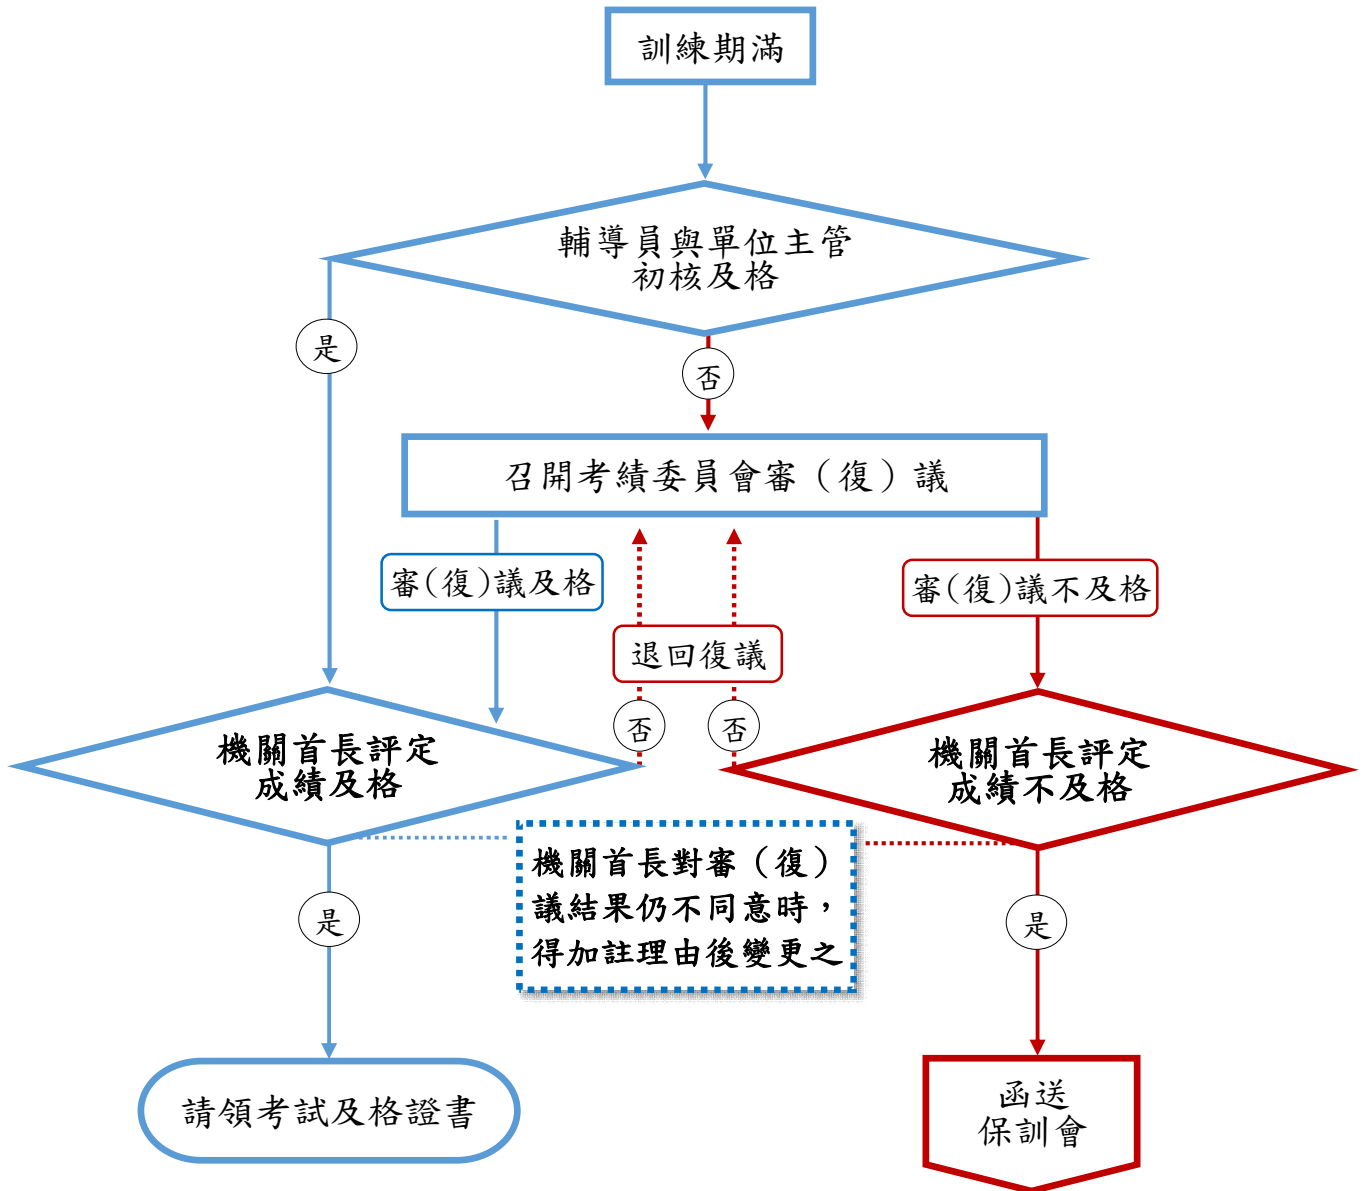 訓練期滿
輔導員與單位主管
初核及格
是
否
召開考績委員會審（復）議
審(復)議及格
審(復)議不及格
退回復議
否
否
機關首長評定
成績及格
機關首長評定
成績不及格
機關首長對審（復）
議結果仍不同意時，
得加註理由後變更之
是
是
請領考試及格證書
函送
保訓會